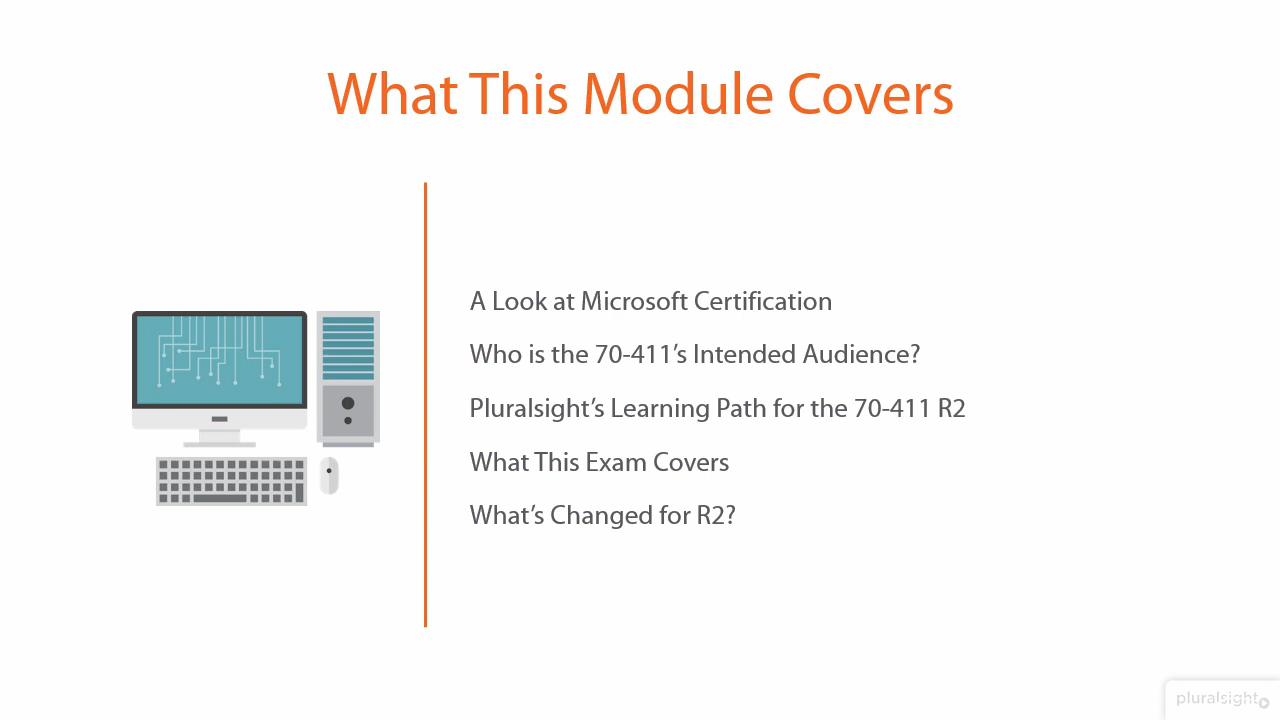 What This Module Covers
A Look at Microsoft Certification
Who is the 70-411’s Intended Audience?
Pluralsight’s Learning Path for the 70-411 R2
What This Exam Covers
What’s Changed for R2?
pluralsight